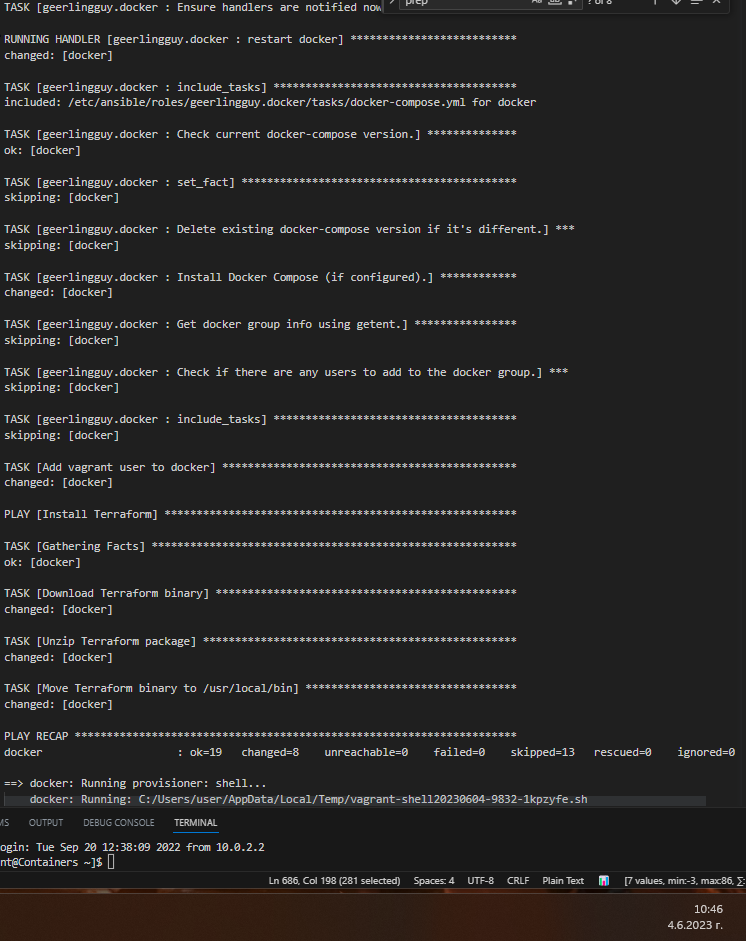 TASK [geerlingguy.docker : Ensure handlers are notified now
prep
RUNNING HANDLER [geerlingguy.docker : restart docker] **************************
changed: [docker]
TASK [geerlingguy.docker : include_tasks] **************************************
included: /etc/ansible/roles/geerlingguy.docker/tasks/docker-compose.yml for docker
TASK [geerlingguy.docker : Check current docker-compose version.] **************
ok: [docker]
TASK [geerlingguy.docker : set_fact] *******************************************
skipping: [docker]
TASK [geerlingguy.docker : Delete existing docker-compose version if it's different.] ***
skipping: [docker]
TASK [geerlingguy.docker : Install Docker Compose (if configured).] ************
changed: [docker]
TASK [geerlingguy.docker : Get docker group info using getent.] ****************
skipping: [docker]
TASK [geerlingguy.docker : Check if there are any users to add to the docker group.] ***
skipping: [docker]
TASK [geerlingguy.docker : include_tasks] **************************************
skipping: [docker]
TASK [Add vagrant user to docker] **********************************************
changed: [docker]
PLAY [Install Terraform] *******************************************************
TASK [Gathering Facts] *********************************************************
ok: [docker]
TASK [Download Terraform binary] ***********************************************
changed: [docker]
TASK [Unzip Terraform package] *************************************************
changed: [docker]
TASK [Move Terraform binary to /usr/local/bin] *********************************
changed: [docker]
PLAY RECAP *********************************************************************
docker : ok=19 changed=8 unreachable=0 failed=0 skipped=13 rescued=0 ignored=0
==> docker: Running provisioner: shell...
docker: Running: C:/Users/user/AppData/Local/Temp/vagrant-shell20230604-9832-1kpzyfe.sh
MS OUTPUT DEBUG CONSOLE TERMINAL
ogin: Tue Sep 20 12:38:09 2022 from 10.0.2.2
nt@Containers ~]$
Ln 686, Col 198 (281 selected) Spaces: 4 UTF-8 CRLF Plain Text [7 values, min:-3, max:86, ∑:
10:46
4.6.2023 г.